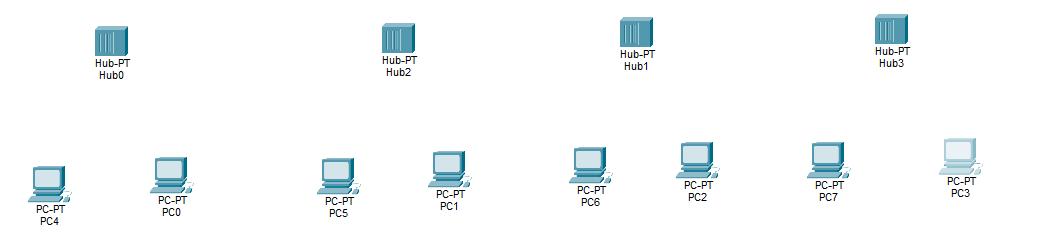 Hub-PT
Hub0
Hub-PT
Hub2
Hub-PT
Hub1
Hub-PT
Hub3
PC-PT
PC4
PC-PT
PC0
PC-PT
PC5
PC-PT
PC1
PC-PT
PC6
PC-PT
PC2
PC-PT
PC7
PC-PT
PC3